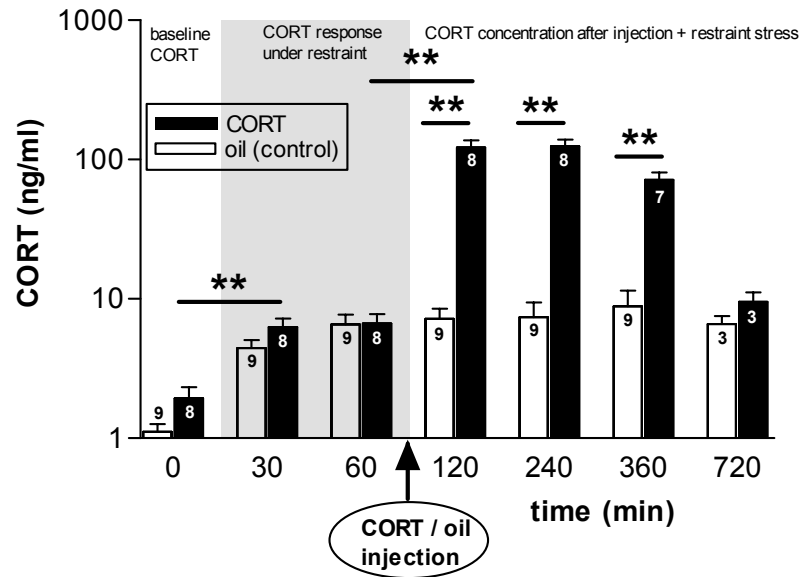 1000
100
10
1
CORT (ng/ml)
baseline
CORT
CORT response
under restraint
CORT concentration after injection + restraint stress
CORT
oil (control)
**
**
**
**
**
9
8
9
8
9
8
9
8
9
8
9
7
3
3
0 30 60 120 240 360 720
time (min)
CORT / oil
injection